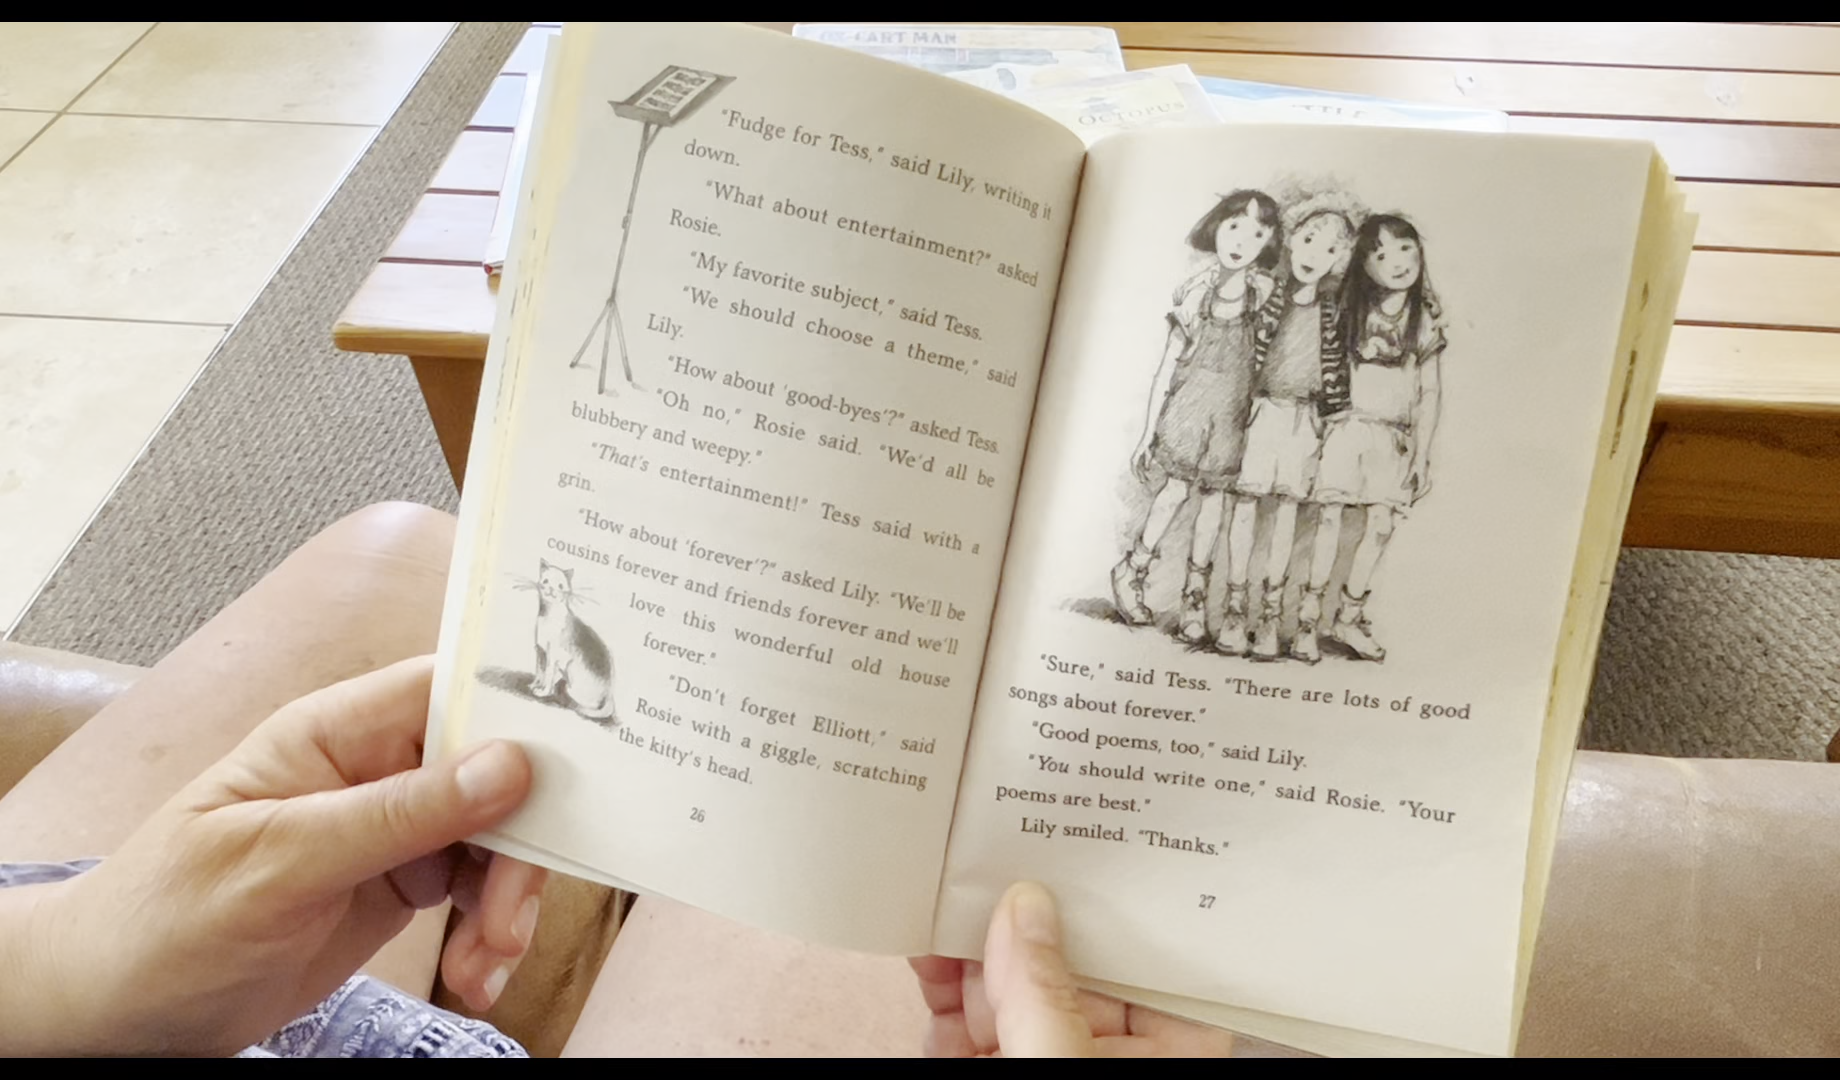 OX-CART MAN
OCTOPUS
"Fudge for Tess," said Lily, writing it
down.
"What about entertainment?" asked
Rosie.
"My favorite subject," said Tess.
"We should choose a theme," said
Lily.
"How about 'good-byes'?" asked Tess.
"Oh no," Rosie said. "We'd all be
blubbery and weepy."
"That's entertainment!" Tess said with a
grin.
"How about 'forever'?" asked Lily. "We'll be
cousins forever and friends forever and we'll
love this wonderful old house
forever."
"Don't forget Elliott," said
Rosie with a giggle, scratching
the kitty's head.
26
"Sure," said Tess. "There are lots of good
songs about forever."
"Good poems, too," said Lily.
"You should write one," said Rosie. "Your
poems are best."
Lily smiled. "Thanks."
27